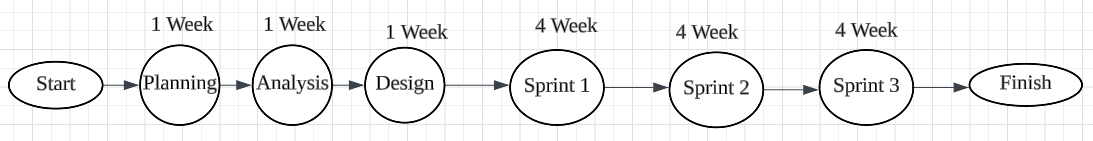 1 Week
1 Week
1 Week
4 Week
4 Week
4 Week
Start
Planning
Analysis
Design
Sprint 1
Sprint 2
Sprint 3
Finish